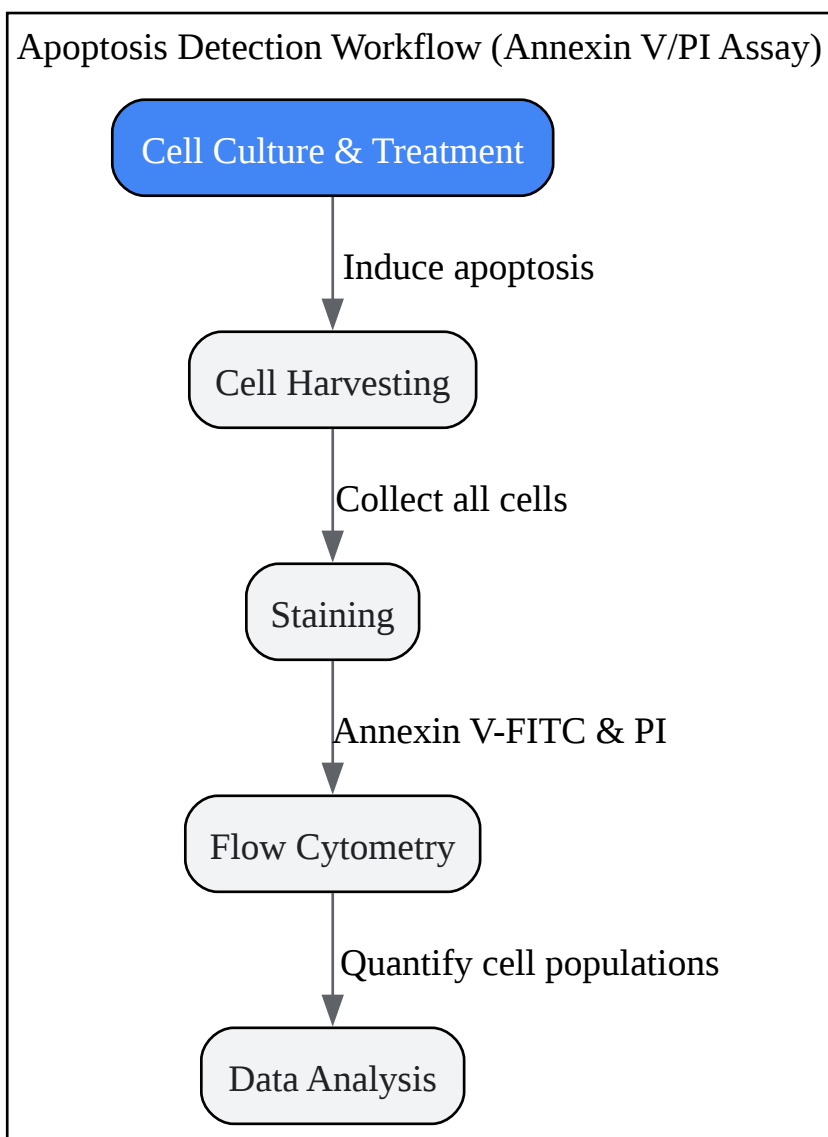 Apoptosis Detection Workflow (Annexin V/PI Assay)
Cell Culture & Treatment
Induce apoptosis
Cell Harvesting
Collect all cells
Staining
Annexin V-FITC & PI
Flow Cytometry
Quantify cell populations
Data Analysis